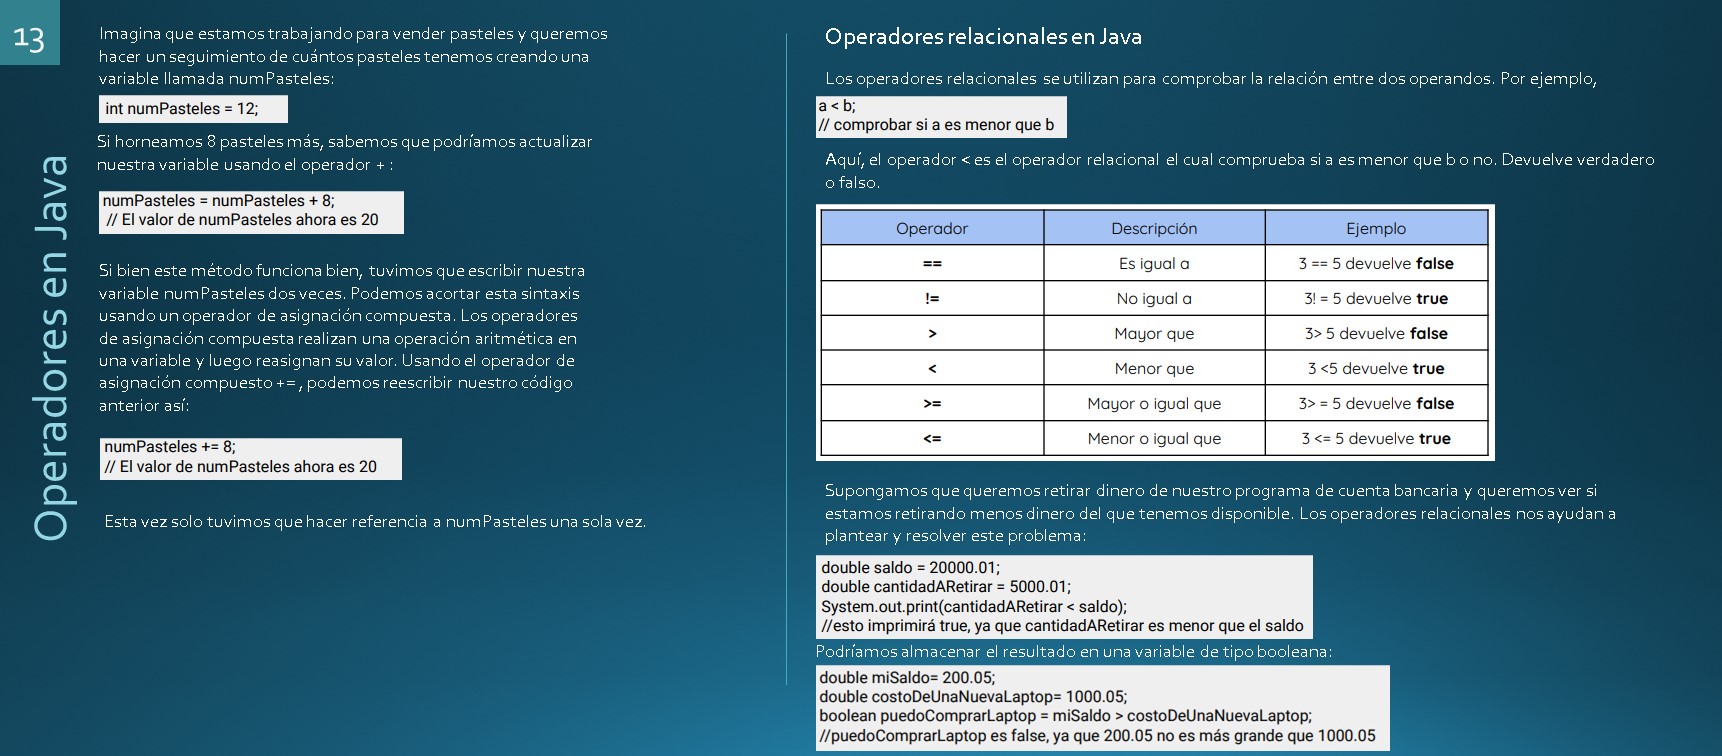 13
Operadores en Java
Imagina que estamos trabajando para vender pasteles y queremos
hacer un seguimiento de cuántos pasteles tenemos creando una
variable llamada numPasteles:
int numPasteles = 12;
Si horneamos 8 pasteles más, sabemos que podríamos actualizar
nuestra variable usando el operador + :
numPasteles = numPasteles + 8;
// El valor de numPasteles ahora es 20
Si bien este método funciona bien, tuvimos que escribir nuestra
variable numPasteles dos veces. Podemos acortar esta sintaxis
usando un operador de asignación compuesta. Los operadores
de asignación compuesta realizan una operación aritmética en
una variable y luego reasignan su valor. Usando el operador de
asignación compuesto += , podemos reescribir nuestro código
anterior así:
numPasteles += 8;
// El valor de numPasteles ahora es 20
Esta vez solo tuvimos que hacer referencia a numPasteles una sola vez.
Operadores relacionales en Java
Los operadores relacionales se utilizan para comprobar la relación entre dos operandos. Por ejemplo,
a < b;
// comprobar si a es menor que b
Aquí, el operador < es el operador relacional el cual comprueba si a es menor que b o no. Devuelve verdadero
o falso.
Operador Descripción Ejemplo
== Es igual a 3 == 5 devuelve false
!= No igual a 3! = 5 devuelve true
> Mayor que 3> 5 devuelve false
< Menor que 3 <5 devuelve true
>= Mayor o igual que 3> = 5 devuelve false
<= Menor o igual que 3 <= 5 devuelve true
Supongamos que queremos retirar dinero de nuestro programa de cuenta bancaria y queremos ver si
estamos retirando menos dinero del que tenemos disponible. Los operadores relacionales nos ayudan a
plantear y resolver este problema:
double saldo = 20000.01;
double cantidadARetirar = 5000.01;
System.out.print(cantidadARetirar < saldo);
//esto imprimirá true, ya que cantidadARetirar es menor que el saldo
Podríamos almacenar el resultado en una variable de tipo booleana:
double miSaldo= 200.05;
double costoDeUnaNuevaLaptop= 1000.05;
boolean puedoComprarLaptop = miSaldo > costoDeUnaNuevaLaptop;
//puedoComprarLaptop es false, ya que 200.05 no es más grande que 1000.05